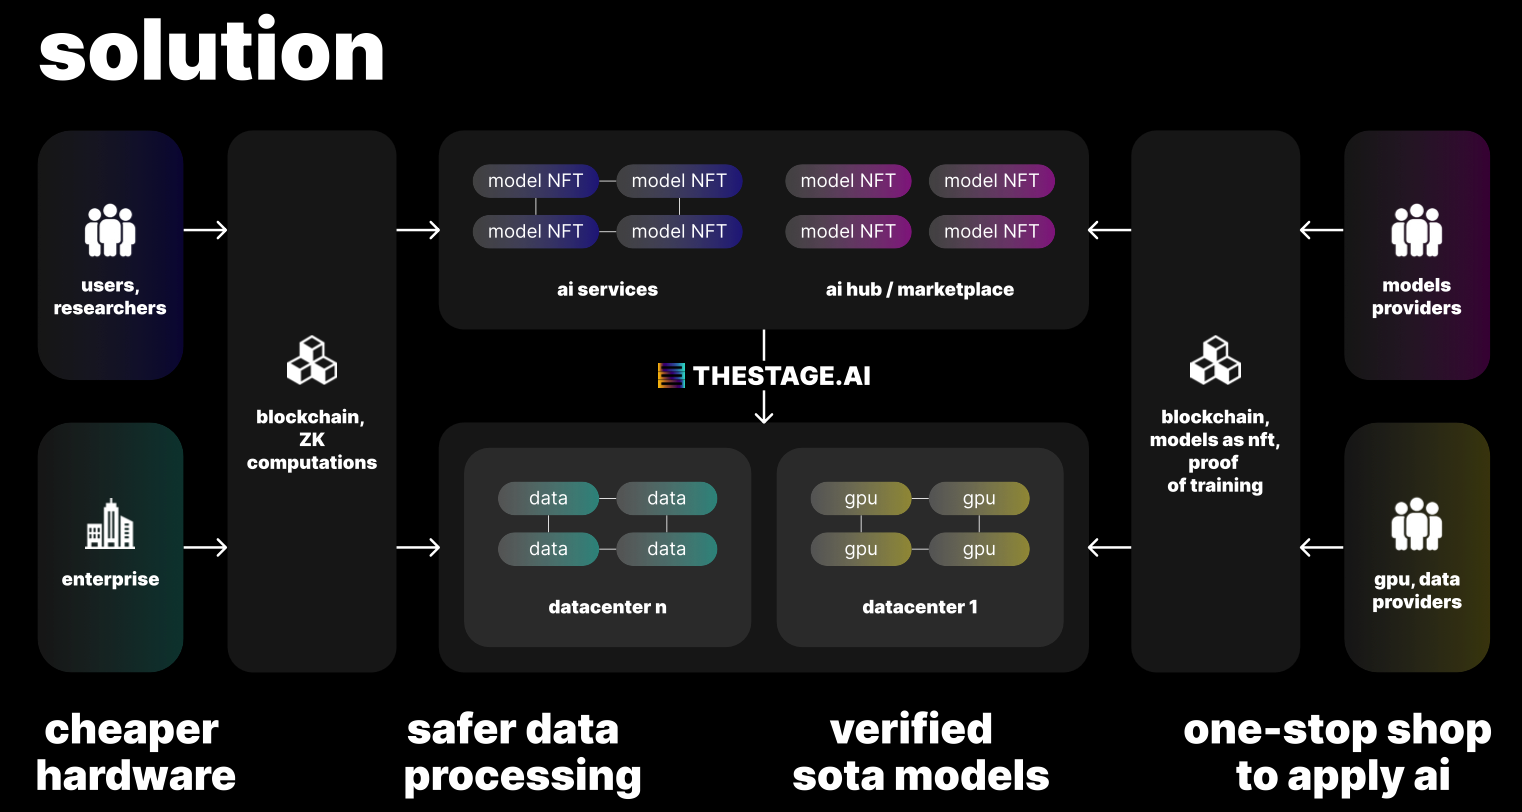 solution
users,
researchers
enterprise
blockchain,
ZK
computations
model NFT model NFT
model NFT model NFT
ai services
model NFT model NFT
model NFT model NFT
ai hub / marketplace
THESTAGE.AI
data data
data data
datacenter n
gpu gpu
gpu gpu
datacenter 1
blockchain,
models as nft,
proof
of training
models
providers
gpu, data
providers
cheaper
hardware
safer data
processing
verified
sota models
one-stop shop
to apply ai